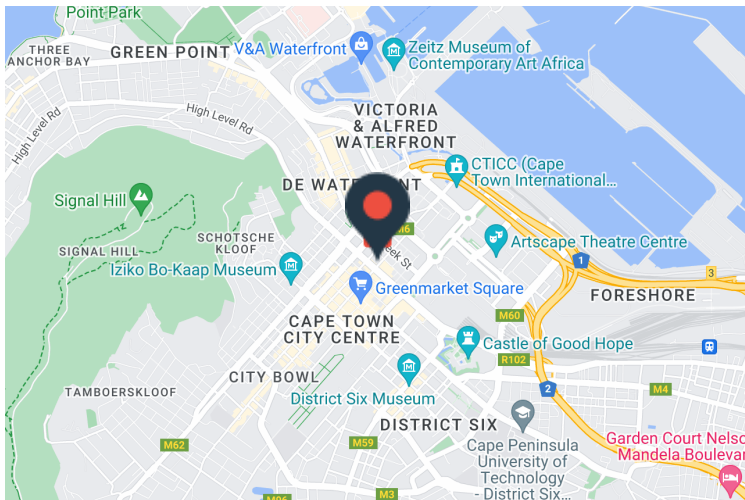 Point Park
THREE
ANCHOR BAY
GREEN POINT
V&A Waterfront
Zeitz Museum of
Contemporary Art Africa
High Level Rd
High Level Rd
VICTORIA
& ALFRED
WATERFRONT
CTICC (Cape
Town International...
DE WATERKANT
Signal Hill
SIGNAL HILL
SCHOTSCHE
KLOOF
M6
Artscape Theatre Centre
Iziko Bo-Kaap Museum
1
3
Greenmarket Square
FORESHORE
M60
CAPE TOWN
CITY CENTRE
Castle of Good Hope
R102
CITY BOWL
TAMBOERSKLOOF
District Six Museum
2
M4
DISTRICT SIX
M62
M59
Cape Peninsula
University of
Technology
- District Six...
Garden Court Nelso
Mandela Boulevar
M3